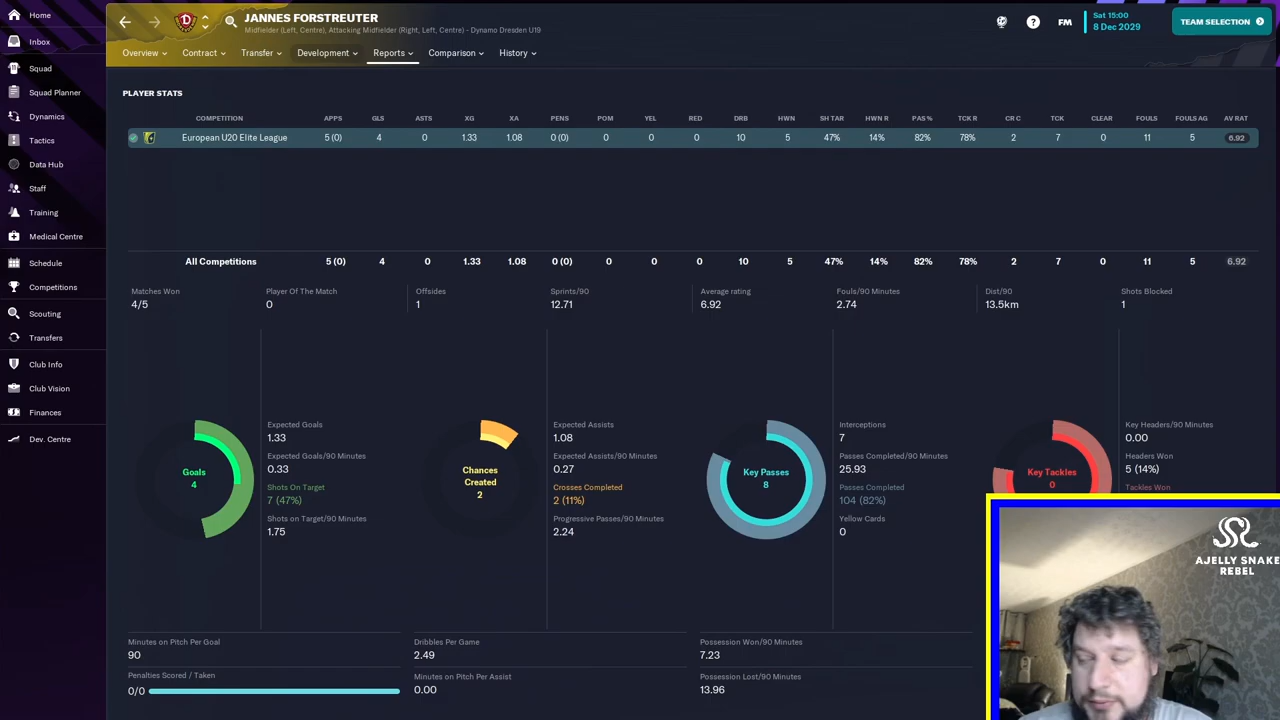 Home
Inbox
Squad
Squad Planner
Dynamics
Tactics
Data Hub
Staff
Training
Medical Centre
Schedule
Competitions
Scouting
Transfers
Club Info
Club Vision
Finances
Dev. Centre
JANNES FORSTREUTER
Midfielder (Left, Centre), Attacking Midfielder (Right, Left, Centre) - Dynamo Dresden U19
FM
Sat 15:00
8 Dec 2029
TEAM SELECTION
Overview Contract Transfer Development Reports Comparison History
PLAYER STATS
COMPETITION APPS GLS ASTS XG XA PENS POM YEL RED DRB HWN SH TAR HWN R PAS % TCK R CR C TCK CLEAR FOULS FOULS AG AV RAT
European U20 Elite League 5 (0) 4 0 1.33 1.08 0 (0) 0 0 0 10 5 47% 14% 82% 78% 2 7 0 11 5 6.92
All Competitions 5 (0) 4 0 1.33 1.08 0 (0) 0 0 0 10 5 47% 14% 82% 78% 2 7 0 11 5 6.92
Matches Won Player Of The Match Offsides Sprints/90 Average rating Fouls/90 Minutes Dist/90 Shots Blocked
4/5 0 1 12.71 6.92 2.74 13.5km 1
Goals
4
Expected Goals
1.33
Expected Goals/90 Minutes
0.33
Shots On Target
7 (47%)
Shots on Target/90 Minutes
1.75
Chances
Created
2
Expected Assists
1.08
Expected Assists/90 Minutes
0.27
Crosses Completed
2 (11%)
Progressive Passes/90 Minutes
2.24
Key Passes
8
Interceptions
7
Passes Completed/90 Minutes
25.93
Passes Completed
104 (82%)
Yellow Cards
0
Key Tackles
0
Key Headers/90 Minutes
0.00
Headers Won
5 (14%)
Tackles Won
Minutes on Pitch Per Goal
90
Penalties Scored / Taken
0/0
Dribbles Per Game
2.49
Minutes on Pitch Per Assist
0.00
Possession Won/90 Minutes
7.23
Possession Lost/90 Minutes
13.96
AJELLY SNAKE
REBEL